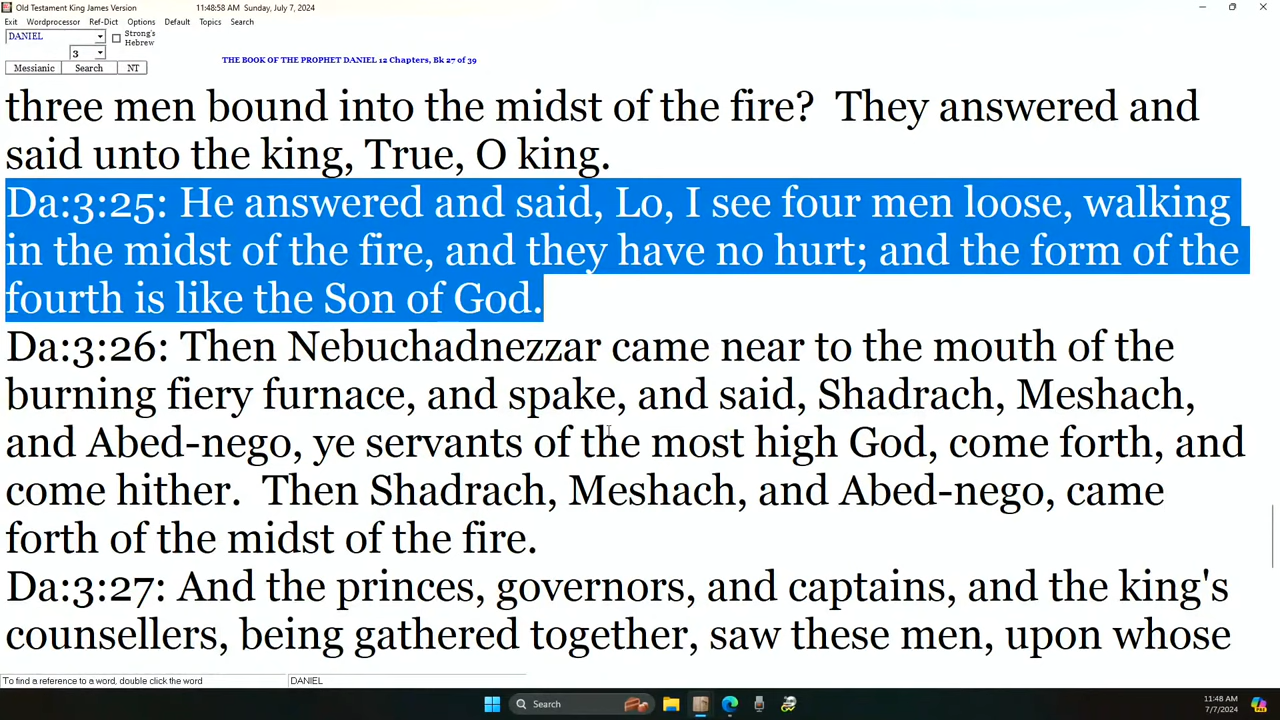 Old Testament King James Version 11:48:58 AM Sunday, July 7, 2024
Exit Wordprocessor Ref-Dict Options Default Topics Search
DANIEL
Strong's
Hebrew
3
Messianic Search NT
THE BOOK OF THE PROPHET DANIEL 12 Chapters, Bk 27 of 39
three men bound into the midst of the fire?  They answered and
said unto the king, True, O king.
Da:3:25: He answered and said, Lo, I see four men loose, walking
in the midst of the fire, and they have no hurt; and the form of the
fourth is like the Son of God.
Da:3:26: Then Nebuchadnezzar came near to the mouth of the
burning fiery furnace, and spake, and said, Shadrach, Meshach,
and Abed-nego, ye servants of the most high God, come forth, and
come hither.  Then Shadrach, Meshach, and Abed-nego, came
forth of the midst of the fire.
Da:3:27: And the princes, governors, and captains, and the king's
counsellers, being gathered together, saw these men, upon whose
To find a reference to a word, double click the word DANIEL
Search
11:48 AM
7/7/2024